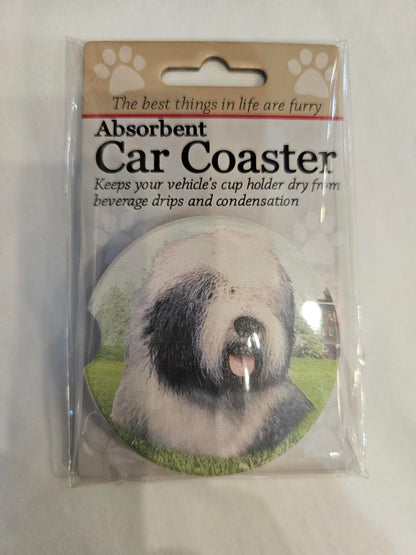 The best things in life are furry
Absorbent
Car Coaster
Keeps your vehicle's cup holder dry from
beverage drips and condensation